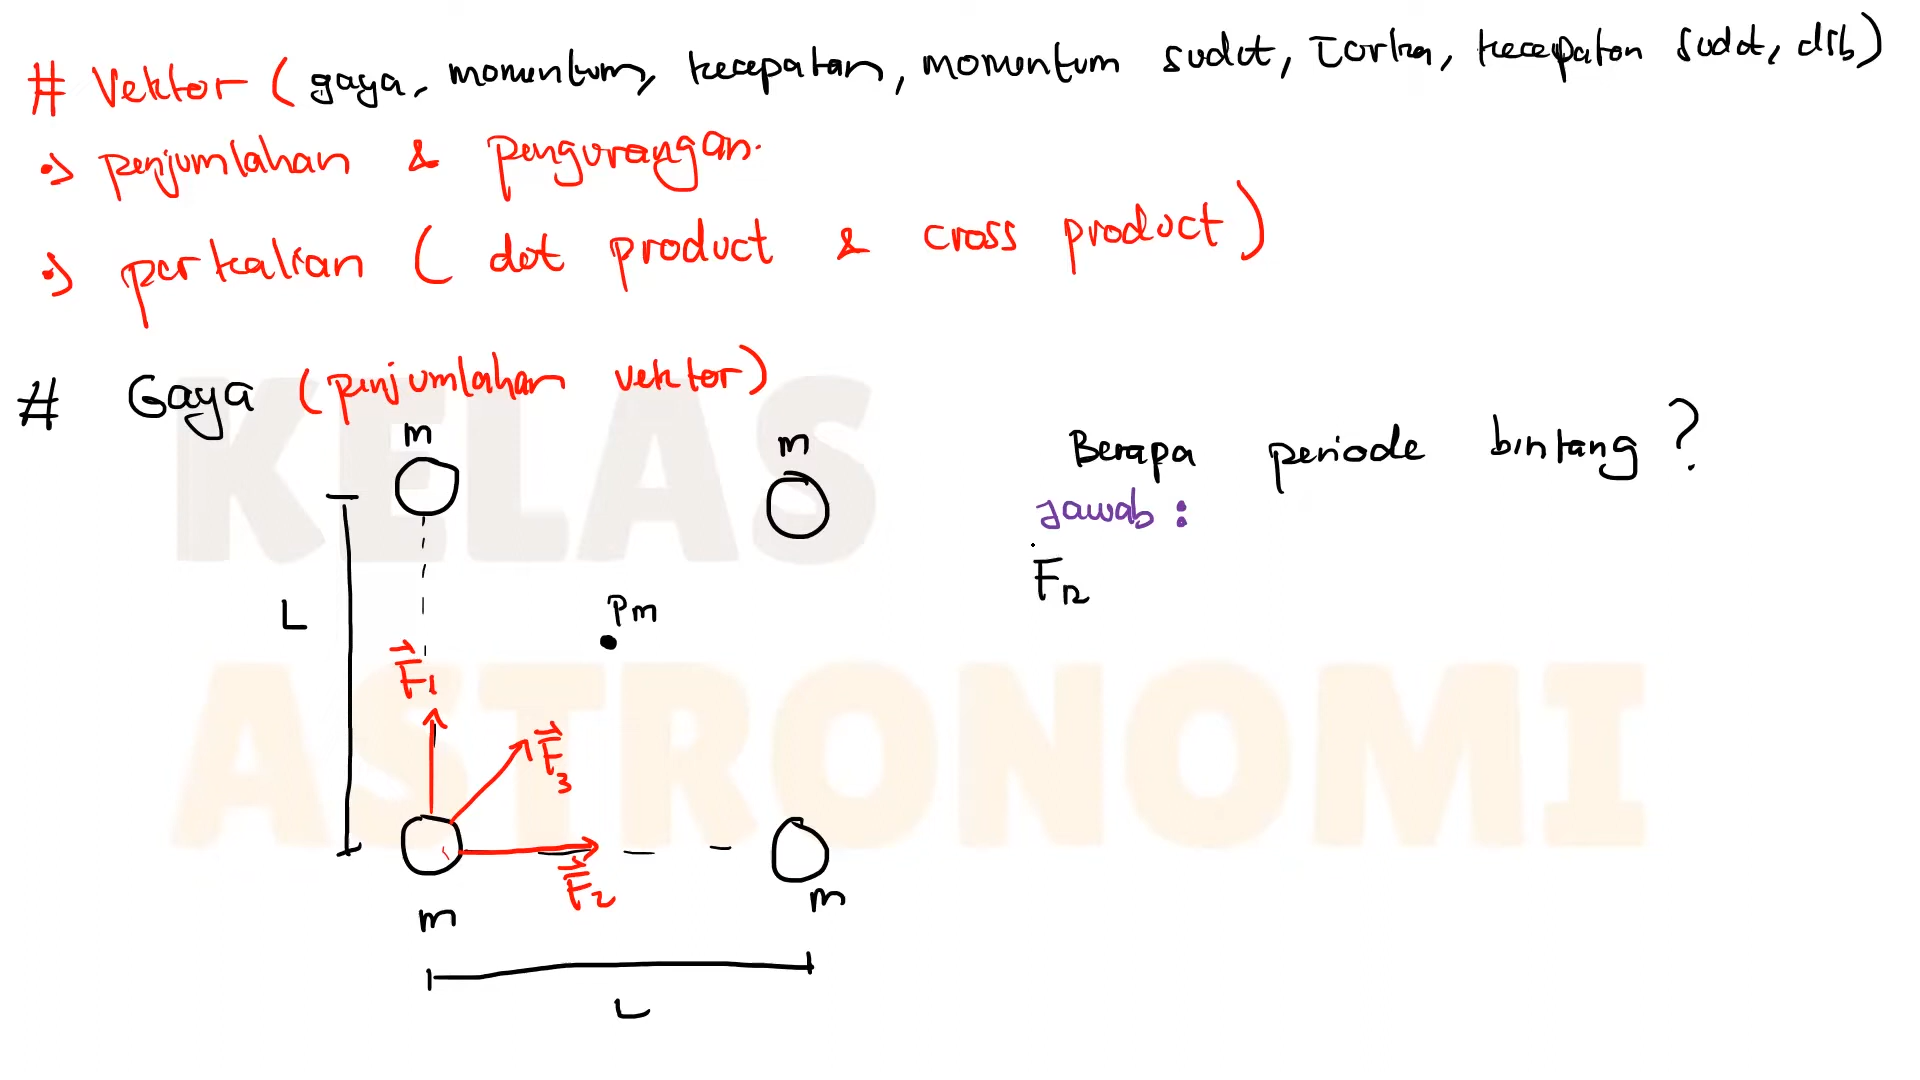 # Vektor ( gaya, momentum, kecepatan, momentum sudut, Torka, kecepatan sudut, dsb)
→ penjumlahan & pengurangan.
→ perkalian ( dot product & cross product )
# Gaya (penjumlahan vektor)
KELAS
ASTRONOMI
m
m
Berapa periode bintang ?
Jawab :
F₁₂
L
Pm
F₁
F₃
F₂
m
m
L